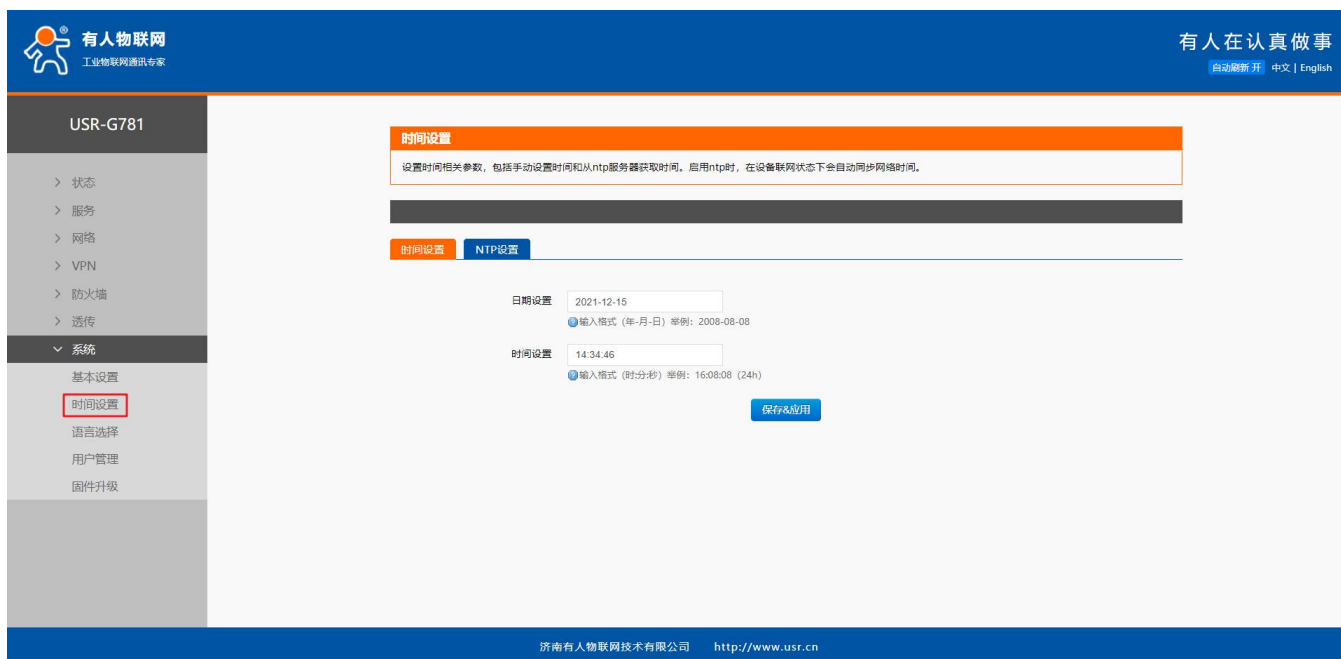 有人物联网
工业物联网通讯专家
有人在认真做事
自动刷新 开 中文 | English
USR-G781
状态
服务
网络
VPN
防火墙
透传
系统
基本设置
时间设置
语言选择
用户管理
固件升级
时间设置
设置时间相关参数，包括手动设置时间和从ntp服务器获取时间。启用ntp时，在设备联网状态下会自动同步网络时间。
时间设置 NTP设置
日期设置 2021-12-15
输入格式（年-月-日）举例：2008-08-08
时间设置 14:34:46
输入格式（时:分:秒）举例：16:08:08（24h）
保存&应用
济南有人物联网技术有限公司 http://www.usr.cn